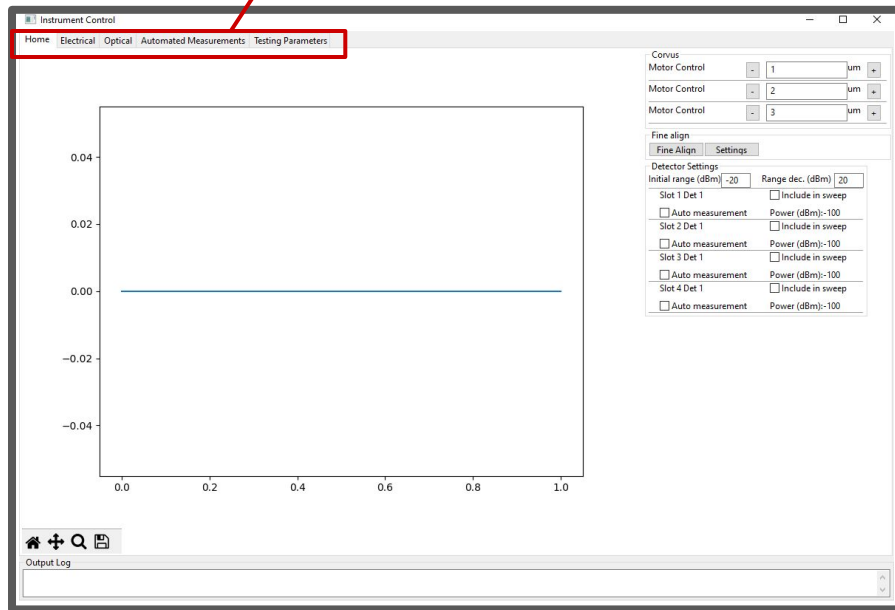 Instrument Control
Home Electrical Optical Automated Measurements Testing Parameters
Corvus
Motor Control - 1 um +
Motor Control - 2 um +
Motor Control - 3 um +
Fine align
Fine Align Settings
Detector Settings
Initial range (dBm) -20 Range dec. (dBm) 20
Slot 1 Det 1 Include in sweep
Auto measurement Power (dBm):-100
Slot 2 Det 1 Include in sweep
Auto measurement Power (dBm):-100
Slot 3 Det 1 Include in sweep
Auto measurement Power (dBm):-100
Slot 4 Det 1 Include in sweep
Auto measurement Power (dBm):-100
0.04
0.02
0.00
−0.02
−0.04
0.0 0.2 0.4 0.6 0.8 1.0
Output Log